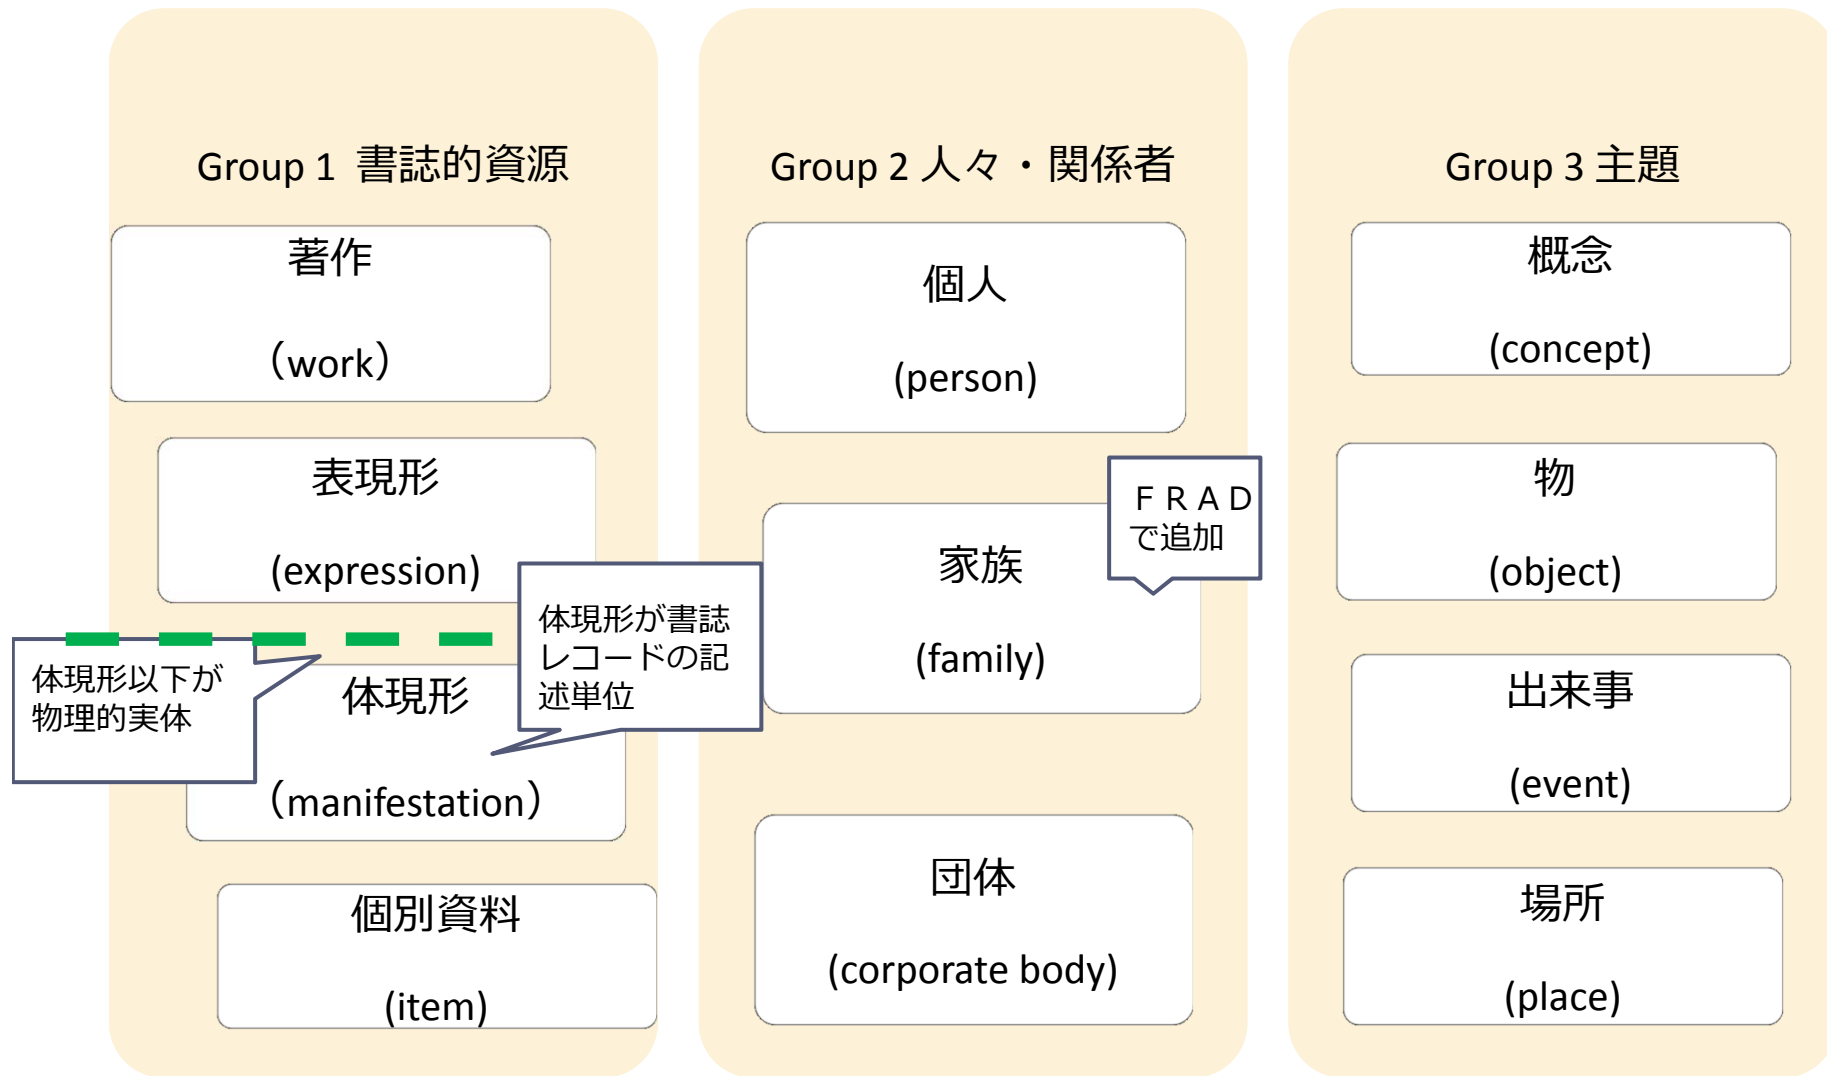 Group 1 書誌的資源
著作
（work）
表現形
(expression)
体現形以下が
物理的実体
体現形が書誌
レコードの記
述単位
体現形
（manifestation）
個別資料
(item)
Group 2 人々・関係者
個人
(person)
ＦＲＡＤ
で追加
家族
(family)
団体
(corporate body)
Group 3 主題
概念
(concept)
物
(object)
出来事
(event)
場所
(place)